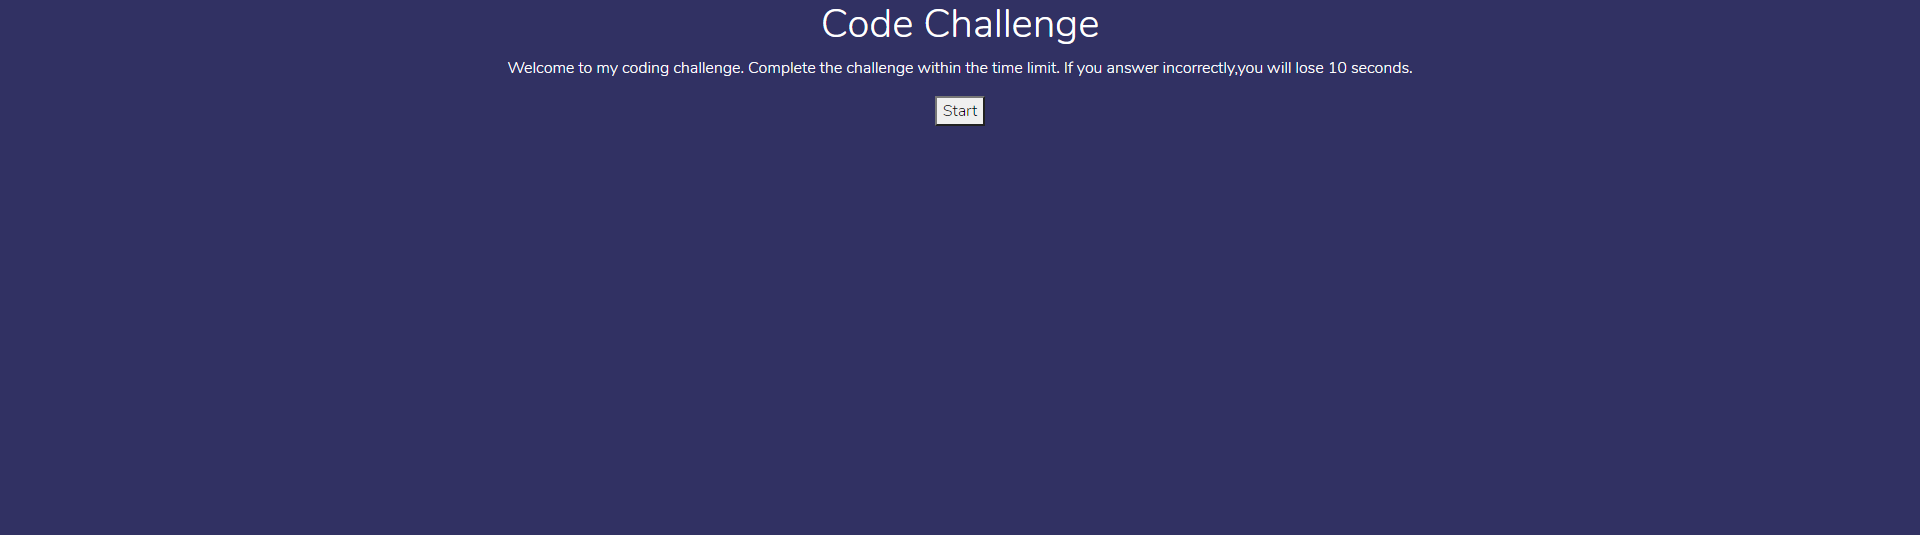 Code Challenge
Welcome to my coding challenge. Complete the challenge within the time limit. If you answer incorrectly,you will lose 10 seconds.
Start